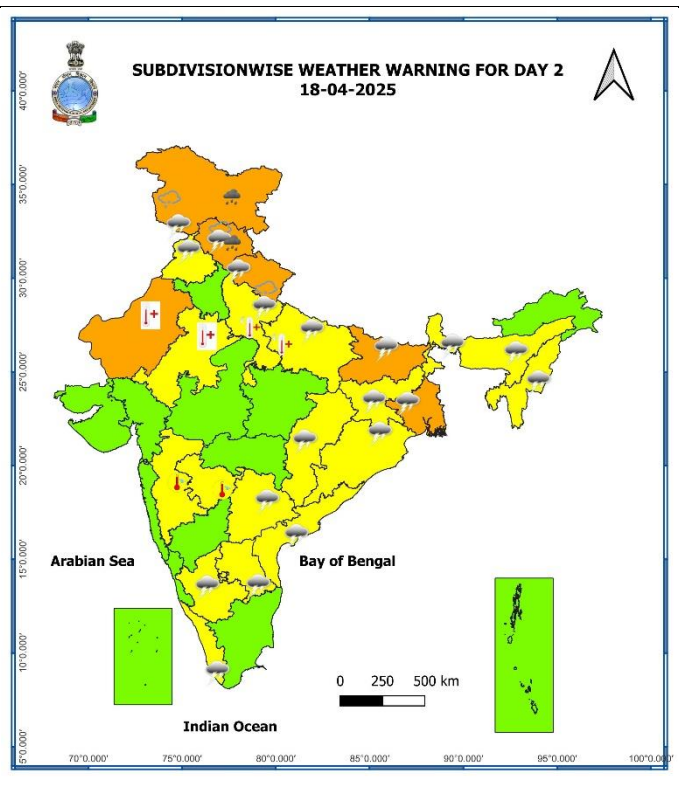 SUBDIVISIONWISE WEATHER WARNING FOR DAY 2
18-04-2025
40°0.000'
35°0.000'
30°0.000'
25°0.000'
20°0.000'
15°0.000'
10°0.000'
5°0.000'
Arabian Sea
Bay of Bengal
0 250 500 km
Indian Ocean
70°0.000' 75°0.000' 80°0.000' 85°0.000' 90°0.000' 95°0.000' 100°0.000'